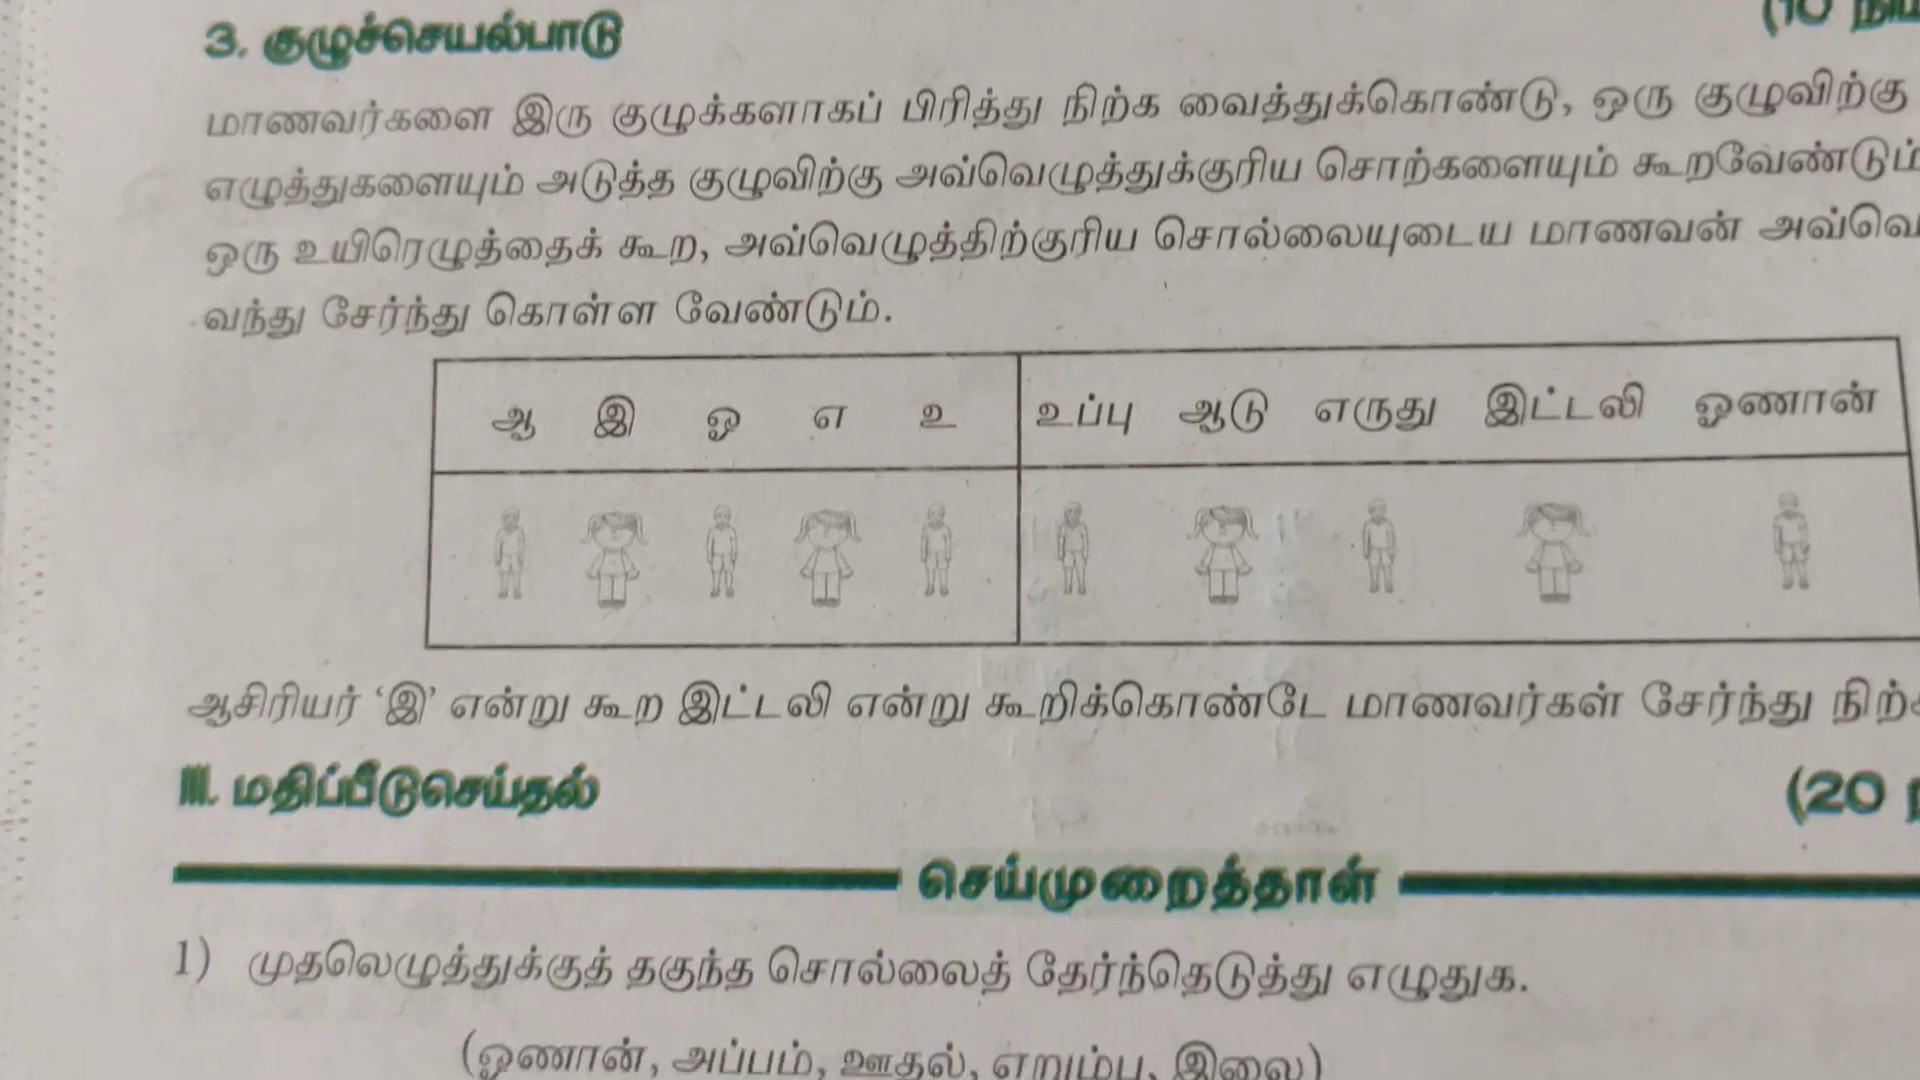 3. குழுச்செயல்பாடு
(10
மாணவர்களை இரு குழுக்களாகப் பிரித்து நிற்க வைத்துக்கொண்டு, ஒரு குழுவிற்கு
எழுத்துகளையும் அடுத்த குழுவிற்கு அவ்வெழுத்துக்குரிய சொற்களையும் கூறவேண்டும்
ஒரு உயிரெழுத்தைக் கூற, அவ்வெழுத்திற்குரிய சொல்லையுடைய மாணவன்
வந்து சேர்ந்து கொள்ள வேண்டும்.
ஆ இ ஓ எ உ உப்பு ஆடு எருது இட்டலி ஓணான்
ஆசிரியர் ‘இ’ என்று கூற இட்டலி என்று கூறிக்கொண்டே மாணவர்கள் சேர்ந்து
III. மதிப்பீடுசெய்தல்
(20
செய்முறைத்தாள்
1) முதலெழுத்துக்குத் தகுந்த சொல்லைத் தேர்ந்தெடுத்து எழுதுக.
(ஓணான், அப்பம், ஊதல், எறும்பு, இலை)